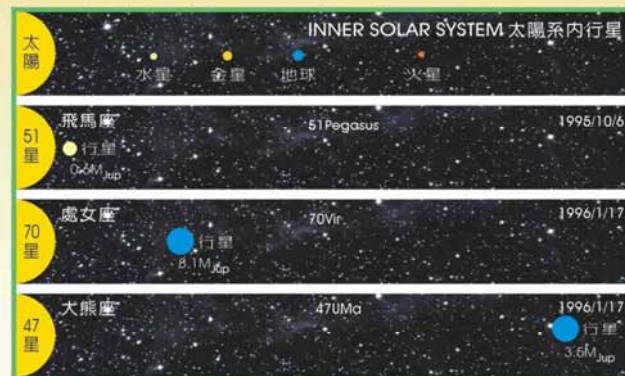 太陽
INNER SOLAR SYSTEM 太陽系內行星
水星 金星 地球 火星
51星
飛馬座 51Pegasus 1995/10/6
行星
0.6MJup
70星
處女座 70Vir 1996/1/17
行星
8.1MJup
47星
大熊座 47UMa 1996/1/17
行星
3.5MJup